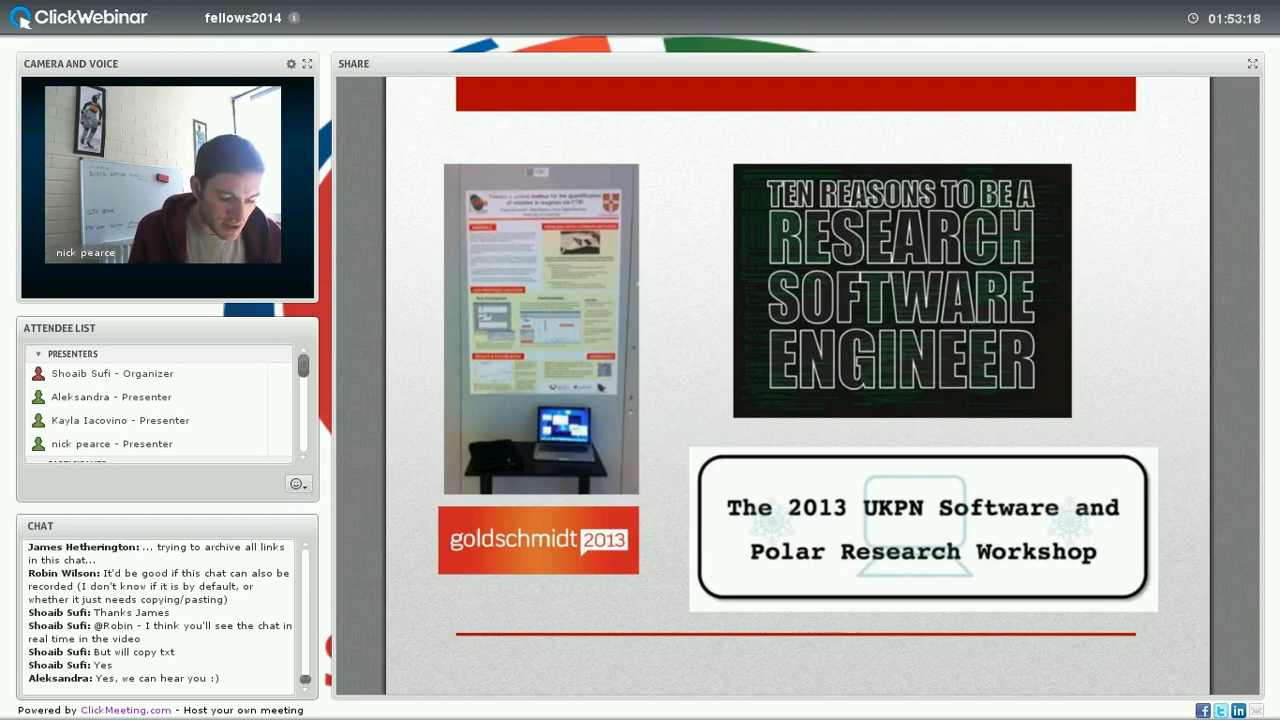 ClickWebinar
fellows2014
01:53:18
CAMERA AND VOICE
nick pearce
ATTENDEE LIST
PRESENTERS
Shoaib Sufi - Organizer
Aleksandra - Presenter
Kayla Iacovino - Presenter
nick pearce - Presenter
CHAT
James Hetherington: ... trying to archive all links
in this chat...
Robin Wilson: It'd be good if this chat can also be
recorded (I don't know if it is by default, or
whether it just needs copying/pasting)
Shoaib Sufi: Thanks James
Shoaib Sufi: @Robin - I think you'll see the chat in
real time in the video
Shoaib Sufi: But will copy txt
Shoaib Sufi: Yes
Aleksandra: Yes, we can hear you :)
Powered by ClickMeeting.com - Host your own meeting
SHARE
ABSTRACT
goldschmidt 2013
TEN REASONS TO BE A
RESEARCH
SOFTWARE
ENGINEER
The 2013 UKPN Software and
Polar Research Workshop